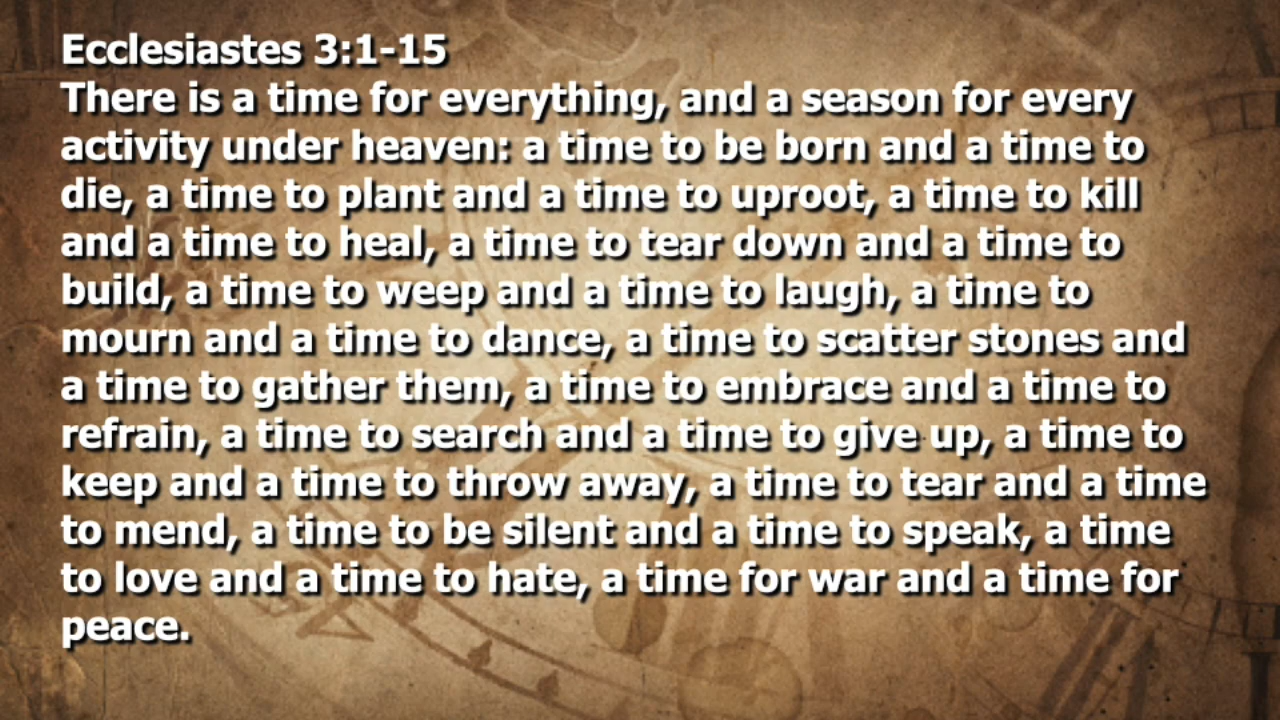 Ecclesiastes 3:1-15
There is a time for everything, and a season for every
activity under heaven: a time to be born and a time to
die, a time to plant and a time to uproot, a time to kill
and a time to heal, a time to tear down and a time to
build, a time to weep and a time to laugh, a time to
mourn and a time to dance, a time to scatter stones and
a time to gather them, a time to embrace and a time to
refrain, a time to search and a time to give up, a time to
keep and a time to throw away, a time to tear and a time
to mend, a time to be silent and a time to speak, a time
to love and a time to hate, a time for war and a time for
peace.